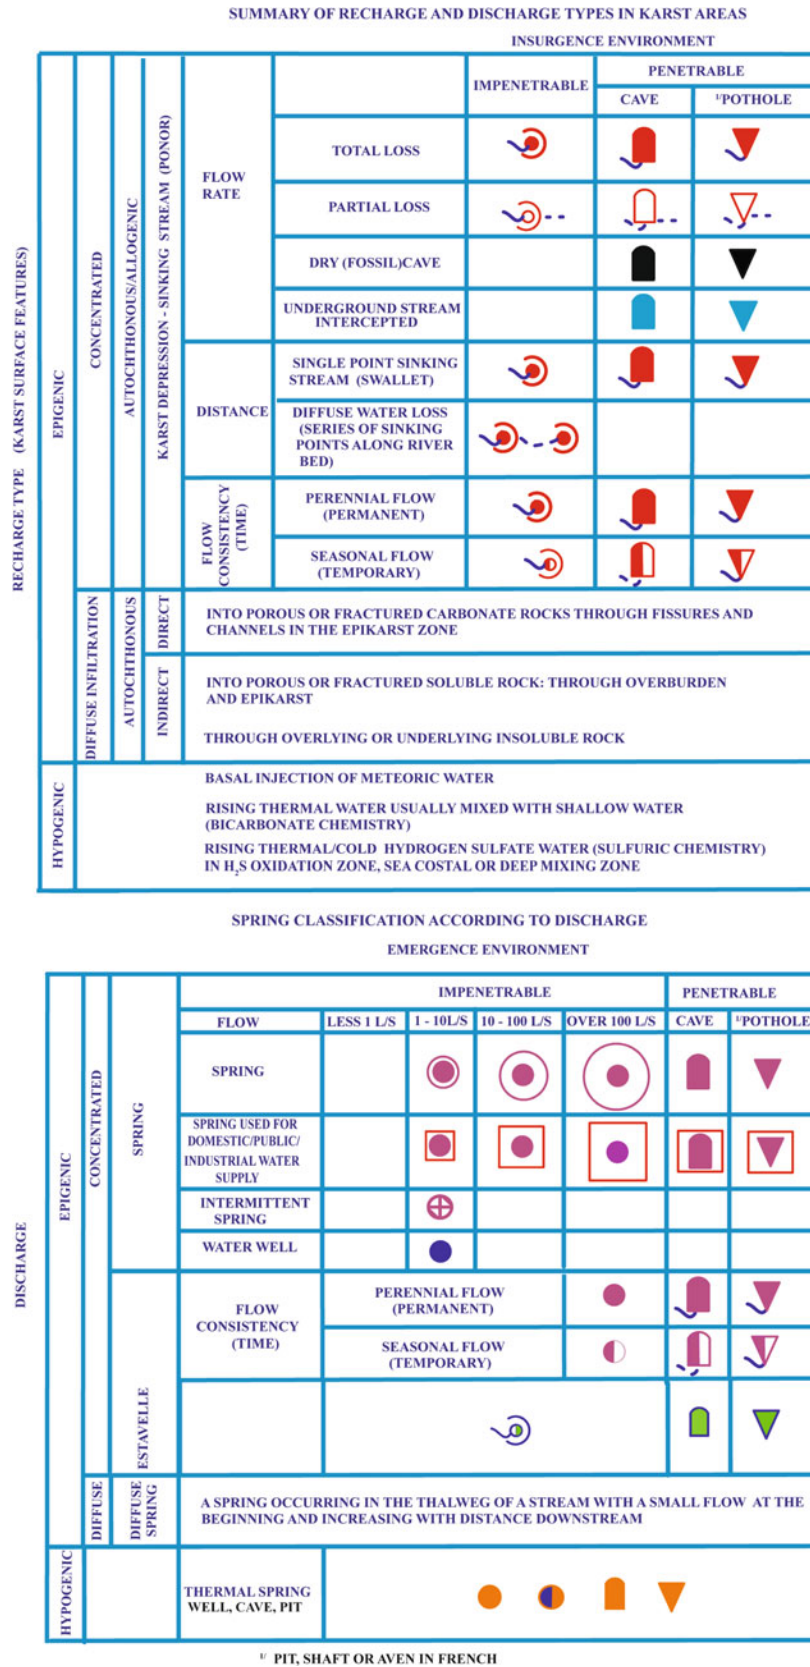 SUMMARY OF RECHARGE AND DISCHARGE TYPES IN KARST AREAS
INSURGENCE ENVIRONMENT
RECHARGE TYPE (KARST SURFACE FEATURES)
EPIGENIC
CONCENTRATED
AUTOCHTHONOUS/ALLOGENIC
KARST DEPRESSION - SINKING STREAM (PONOR)
IMPENETRABLE
PENETRABLE
CAVE
1/POTHOLE
FLOW
RATE
TOTAL LOSS
PARTIAL LOSS
DRY (FOSSIL)CAVE
UNDERGROUND STREAM
INTERCEPTED
DISTANCE
SINGLE POINT SINKING
STREAM (SWALLET)
DIFFUSE WATER LOSS
(SERIES OF SINKING
POINTS ALONG RIVER
BED)
FLOW
CONSISTENCY
(TIME)
PERENNIAL FLOW
(PERMANENT)
SEASONAL FLOW
(TEMPORARY)
DIFFUSE INFILTRATION
AUTOCHTHONOUS
DIRECT
INTO POROUS OR FRACTURED CARBONATE ROCKS THROUGH FISSURES AND
CHANNELS IN THE EPIKARST ZONE
INDIRECT
INTO POROUS OR FRACTURED SOLUBLE ROCK: THROUGH OVERBURDEN
AND EPIKARST
THROUGH OVERLYING OR UNDERLYING INSOLUBLE ROCK
HYPOGENIC
BASAL INJECTION OF METEORIC WATER
RISING THERMAL WATER USUALLY MIXED WITH SHALLOW WATER
(BICARBONATE CHEMISTRY)
RISING THERMAL/COLD HYDROGEN SULFATE WATER (SULFURIC CHEMISTRY)
IN H₂S OXIDATION ZONE, SEA COSTAL OR DEEP MIXING ZONE
SPRING CLASSIFICATION ACCORDING TO DISCHARGE
EMERGENCE ENVIRONMENT
DISCHARGE
EPIGENIC
CONCENTRATED
SPRING
IMPENETRABLE
PENETRABLE
FLOW
LESS 1 L/S
1 - 10L/S
10 - 100 L/S
OVER 100 L/S
CAVE
1/POTHOLE
SPRING
SPRING USED FOR
DOMESTIC/PUBLIC/
INDUSTRIAL WATER
SUPPLY
INTERMITTENT
SPRING
WATER WELL
ESTAVELLE
FLOW
CONSISTENCY
(TIME)
PERENNIAL FLOW
(PERMANENT)
SEASONAL FLOW
(TEMPORARY)
DIFFUSE
DIFFUSE
SPRING
A SPRING OCCURRING IN THE THALWEG OF A STREAM WITH A SMALL FLOW AT THE
BEGINNING AND INCREASING WITH DISTANCE DOWNSTREAM
HYPOGENIC
THERMAL SPRING
WELL, CAVE, PIT
1/ PIT, SHAFT OR AVEN IN FRENCH